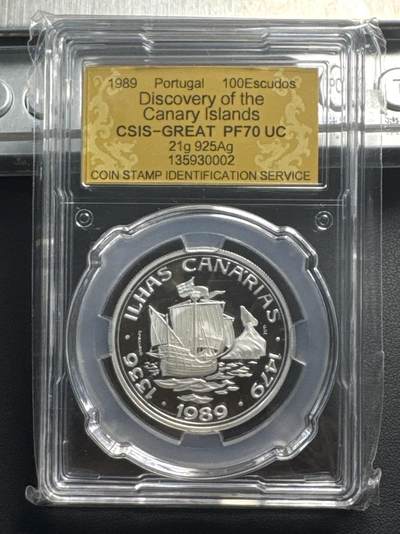 1989 Portugal 100Escudos
Discovery of the
Canary Islands
CSIS-GREAT PF70 UC
21g 925Ag
135930002
COIN STAMP IDENTIFICATION SERVICE
· ILHAS CANARIAS ·
1336 · 1989 · 1479